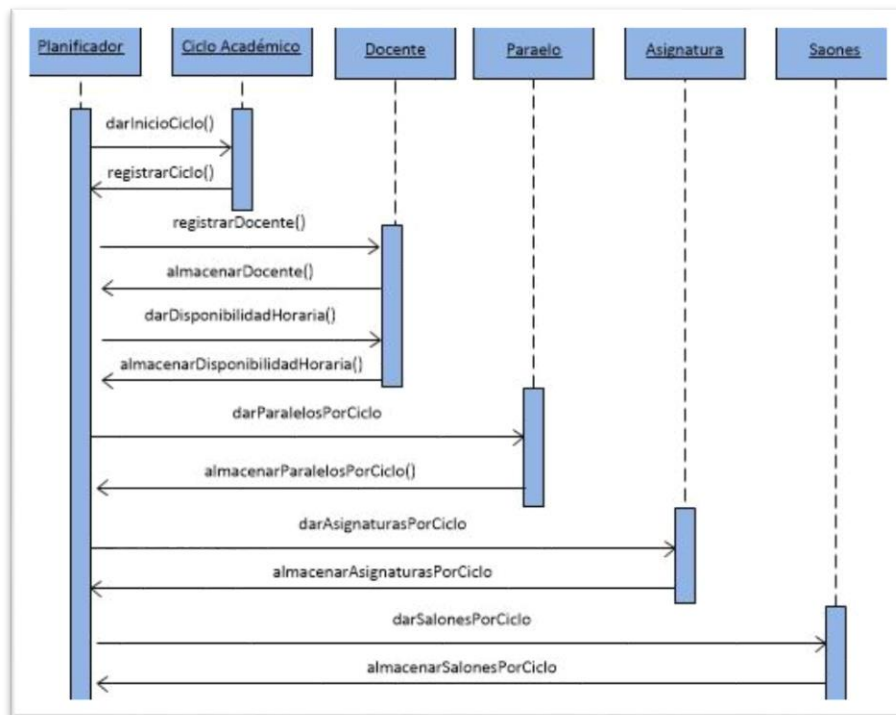 Planificador
Ciclo Académico
Docente
Paraelo
Asignatura
Saones
darInicioCiclo()
registrarCiclo()
registrarDocente()
almacenarDocente()
darDisponibilidadHoraria()
almacenarDisponibilidadHoraria()
darParalelosPorCiclo
almacenarParalelosPorCiclo()
darAsignaturasPorCiclo
almacenarAsignaturasPorCiclo
darSalonesPorCiclo
almacenarSalonesPorCiclo